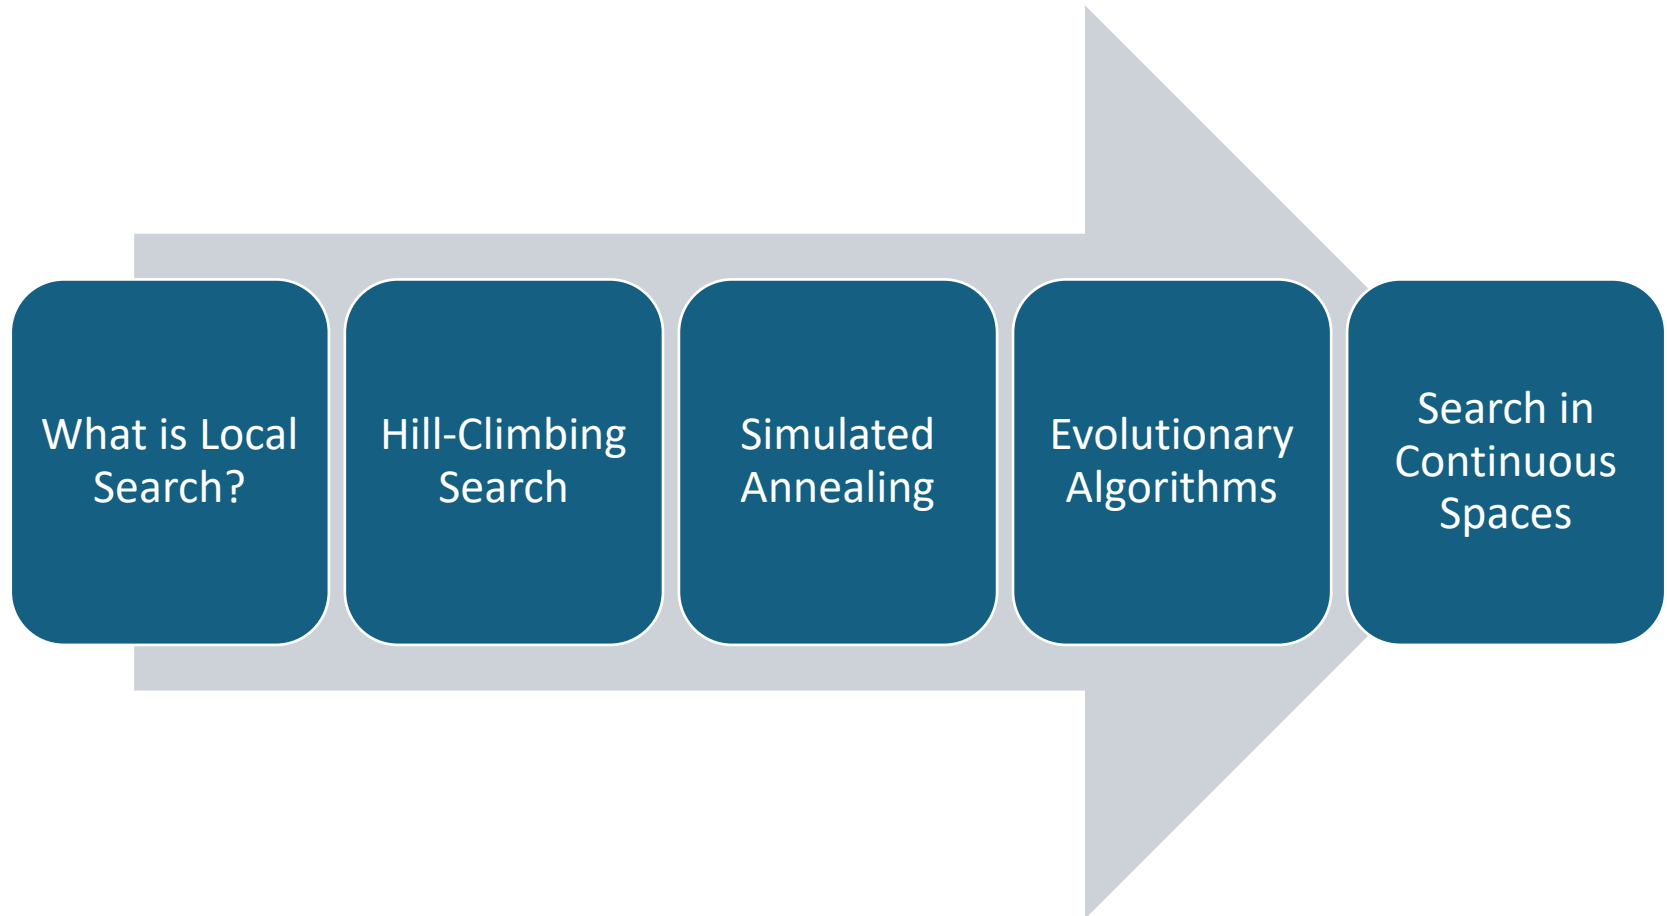 What is Local
Search?
Hill-Climbing
Search
Simulated
Annealing
Evolutionary
Algorithms
Search in
Continuous
Spaces